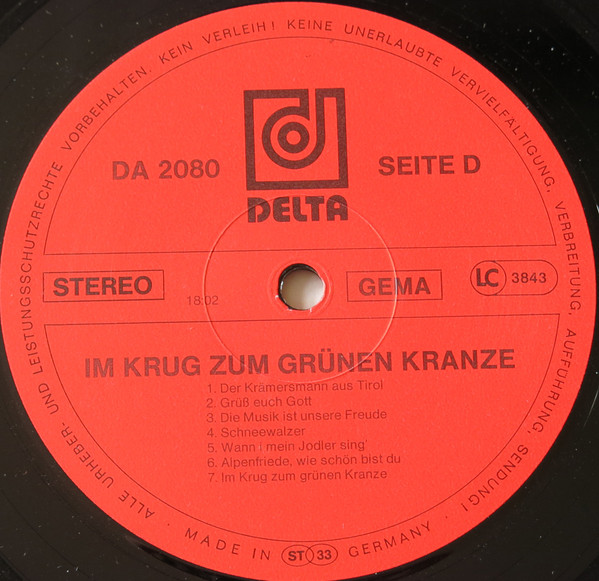 ALLE URHEBER- UND LEISTUNGSSCHUTZRECHTE VORBEHALTEN. KEIN VERLEIH! KEINE UNERLAUBTE VERVIELFÄLTIGUNG, VERBREITUNG, AUFFÜHRUNG, SENDUNG!
DA 2080
DELTA
SEITE D
STEREO
18:02
GEMA
LC 3843
IM KRUG ZUM GRÜNEN KRANZE
1. Der Krämersmann aus Tirol
2. Grüß euch Gott
3. Die Musik ist unsere Freude
4. Schneewalzer
5. Wann i mein Jodler sing'
6. Alpenfriede, wie schön bist du
7. Im Krug zum grünen Kranze
· MADE IN ST 33 GERMANY ·